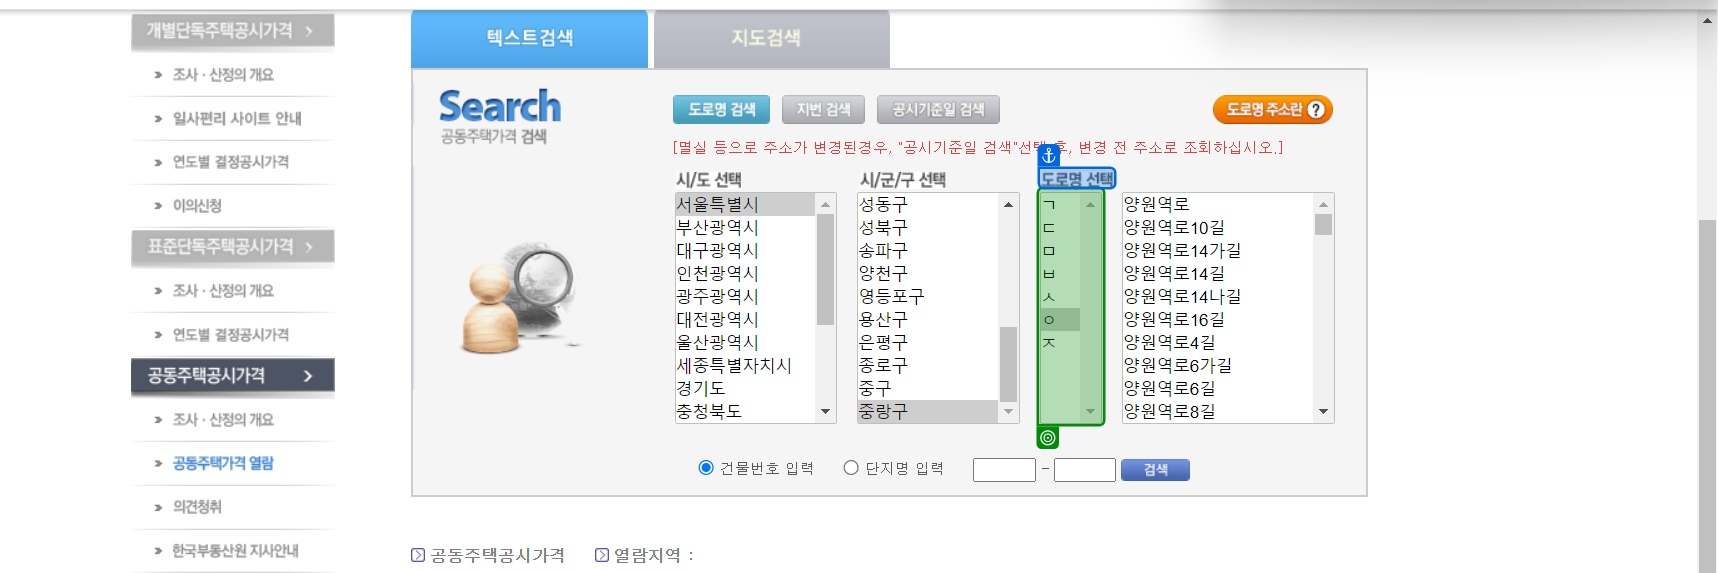 개별단독주택공시가격
조사 · 산정의 개요
일사편리 사이트 안내
연도별 결정공시가격
이의신청
표준단독주택공시가격
조사 · 산정의 개요
연도별 결정공시가격
공동주택공시가격
조사 · 산정의 개요
공동주택가격 열람
의견청취
한국부동산원 지사안내
텍스트검색
지도검색
Search
공동주택가격 검색
도로명 검색
지번 검색
공시기준일 검색
도로명 주소란 ?
[멸실 등으로 주소가 변경된경우, "공시기준일 검색"선택 후, 변경 전 주소로 조회하십시오.]
시/도 선택
서울특별시
부산광역시
대구광역시
인천광역시
광주광역시
대전광역시
울산광역시
세종특별자치시
경기도
충청북도
시/군/구 선택
성동구
성북구
송파구
양천구
영등포구
용산구
은평구
종로구
중구
중랑구
도로명 선택
ㄱ
ㄷ
ㅁ
ㅂ
ㅅ
ㅇ
ㅈ
양원역로
양원역로10길
양원역로14가길
양원역로14길
양원역로14나길
양원역로16길
양원역로4길
양원역로6가길
양원역로6길
양원역로8길
건물번호 입력
단지명 입력
-
검색
공동주택공시가격
열람지역 :